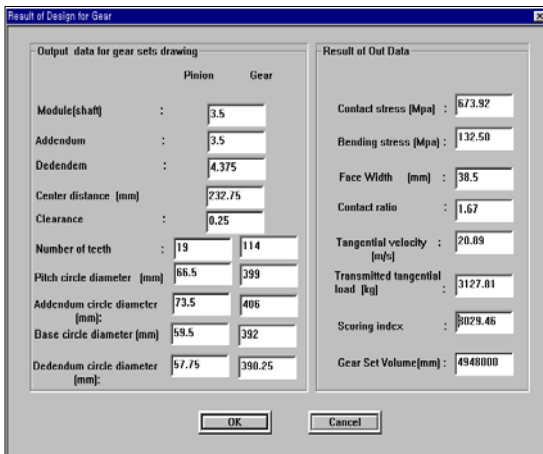 Result of Design for Gear
Output data for gear sets drawing
Pinion Gear
Module(shaft) : 3.5
Addendum : 3.5
Dedendem : 4.375
Center distance (mm) 232.75
Clearance : 0.25
Number of teeth : 19 114
Pitch circle diameter (mm) 66.5 399
Addendum circle diameter (mm): 73.5 406
Base circle diameter (mm) 59.5 392
Dedendum circle diameter (mm): 57.75 390.25
Result of Out Data
Contact stress (Mpa) : 673.92
Bending stress (Mpa) : 132.50
Face Width (mm) : 38.5
Contact ratio : 1.67
Tangential velocity (m/s) : 20.09
Transmitted tangential load (kg) : 3127.01
Scoring index : 8029.46
Gear Set Volume(mm) : 4948000
OK
Cancel